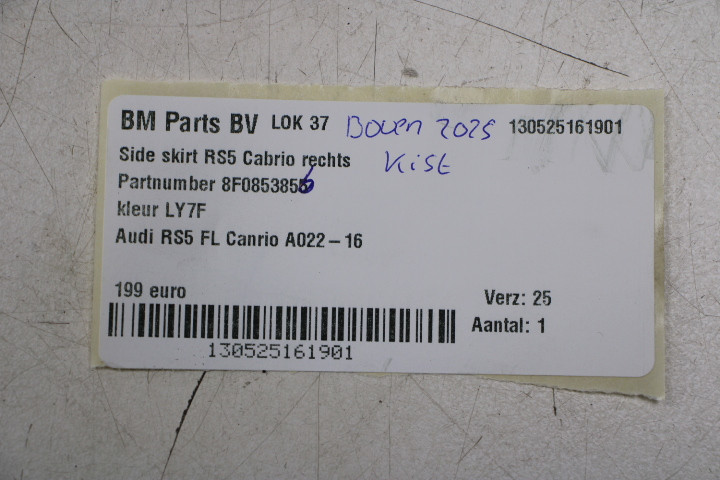 BM Parts BV LOK 37 Boven 2025 130525161901
Side skirt RS5 Cabrio rechts Kist
Partnumber 8F0853856
kleur LY7F
Audi RS5 FL Canrio A022-16
199 euro Verz: 25
Aantal: 1
130525161901